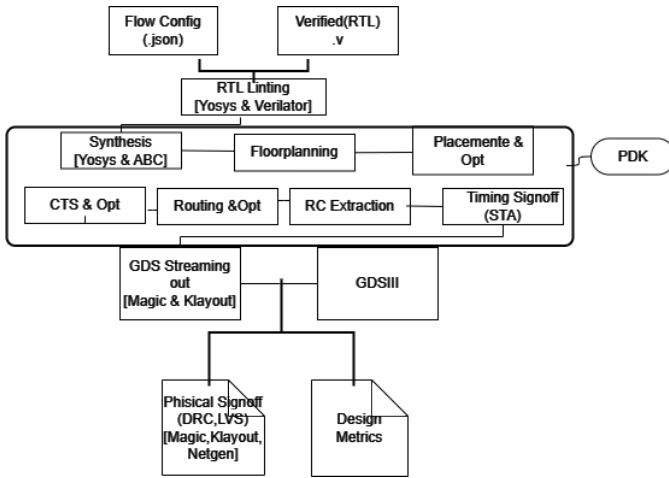 Flow Config
(.json)
Verified(RTL)
.v
RTL Linting
[Yosys & Verilator]
Synthesis
[Yosys & ABC]
Floorplanning
Placemente &
Opt
PDK
CTS & Opt
Routing &Opt
RC Extraction
Timing Signoff
(STA)
GDS Streaming
out
[Magic & Klayout]
GDSIII
Phisical Signoff
(DRC,LVS)
[Magic,Klayout,
Netgen]
Design
Metrics